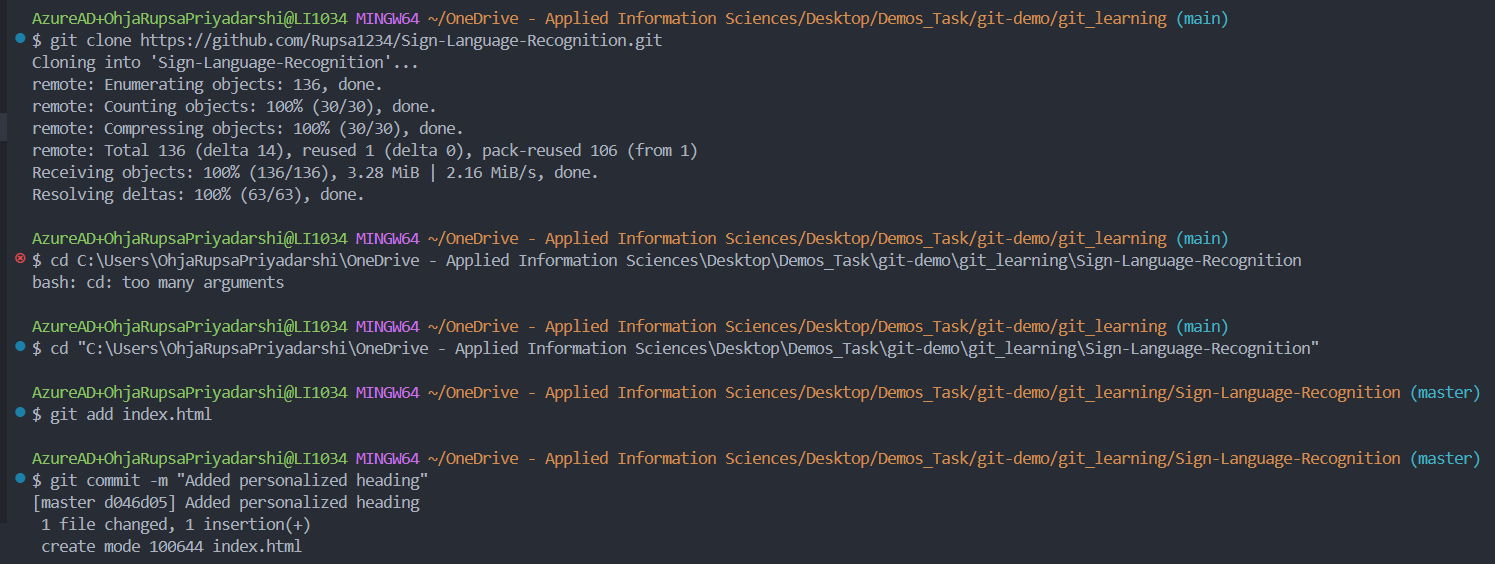 AzureAD+OhjaRupsaPriyadarshi@LI1034 MINGW64 ~/OneDrive - Applied Information Sciences/Desktop/Demos_Task/git-demo/git_learning (main)
$ git clone https://github.com/Rupsa1234/Sign-Language-Recognition.git
Cloning into 'Sign-Language-Recognition'...
remote: Enumerating objects: 136, done.
remote: Counting objects: 100% (30/30), done.
remote: Compressing objects: 100% (30/30), done.
remote: Total 136 (delta 14), reused 1 (delta 0), pack-reused 106 (from 1)
Receiving objects: 100% (136/136), 3.28 MiB | 2.16 MiB/s, done.
Resolving deltas: 100% (63/63), done.
AzureAD+OhjaRupsaPriyadarshi@LI1034 MINGW64 ~/OneDrive - Applied Information Sciences/Desktop/Demos_Task/git-demo/git_learning (main)
$ cd C:\Users\OhjaRupsaPriyadarshi\OneDrive - Applied Information Sciences\Desktop\Demos_Task\git-demo\git_learning\Sign-Language-Recognition
bash: cd: too many arguments
AzureAD+OhjaRupsaPriyadarshi@LI1034 MINGW64 ~/OneDrive - Applied Information Sciences/Desktop/Demos_Task/git-demo/git_learning (main)
$ cd "C:\Users\OhjaRupsaPriyadarshi\OneDrive - Applied Information Sciences\Desktop\Demos_Task\git-demo\git_learning\Sign-Language-Recognition"
AzureAD+OhjaRupsaPriyadarshi@LI1034 MINGW64 ~/OneDrive - Applied Information Sciences/Desktop/Demos_Task/git-demo/git_learning/Sign-Language-Recognition (master)
$ git add index.html
AzureAD+OhjaRupsaPriyadarshi@LI1034 MINGW64 ~/OneDrive - Applied Information Sciences/Desktop/Demos_Task/git-demo/git_learning/Sign-Language-Recognition (master)
$ git commit -m "Added personalized heading"
[master d046d05] Added personalized heading
 1 file changed, 1 insertion(+)
 create mode 100644 index.html